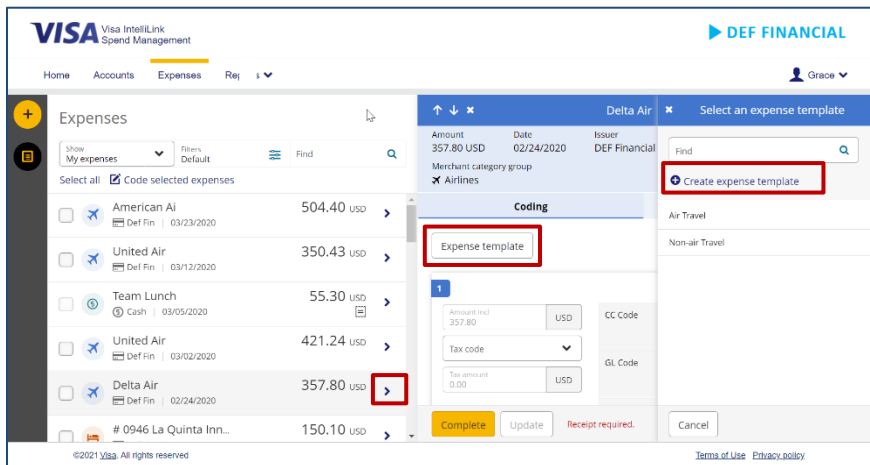 VISA Visa IntelliLink
Spend Management
DEF FINANCIAL
Home Accounts Expenses Re s
Grace
Expenses
Show
My expenses
Filters
Default
Find
Select all Code selected expenses
American Ai 504.40 USD
Def Fin | 03/23/2020
United Air 350.43 USD
Def Fin | 03/12/2020
Team Lunch 55.30 USD
Cash | 03/05/2020
United Air 421.24 USD
Def Fin | 03/02/2020
Delta Air 357.80 USD
Def Fin | 02/24/2020
# 0946 La Quinta Inn... 150.10 USD
Delta Air
Amount Date Issuer
357.80 USD 02/24/2020 DEF Financial
Merchant category group
Airlines
Coding
Expense template
1
Amount incl
357.80 USD
CC Code
Tax code
GL Code
Tax amount
0.00 USD
Complete Update Receipt required.
Select an expense template
Find
Create expense template
Air Travel
Non-air Travel
Cancel
©2021 Visa. All rights reserved
Terms of Use Privacy policy